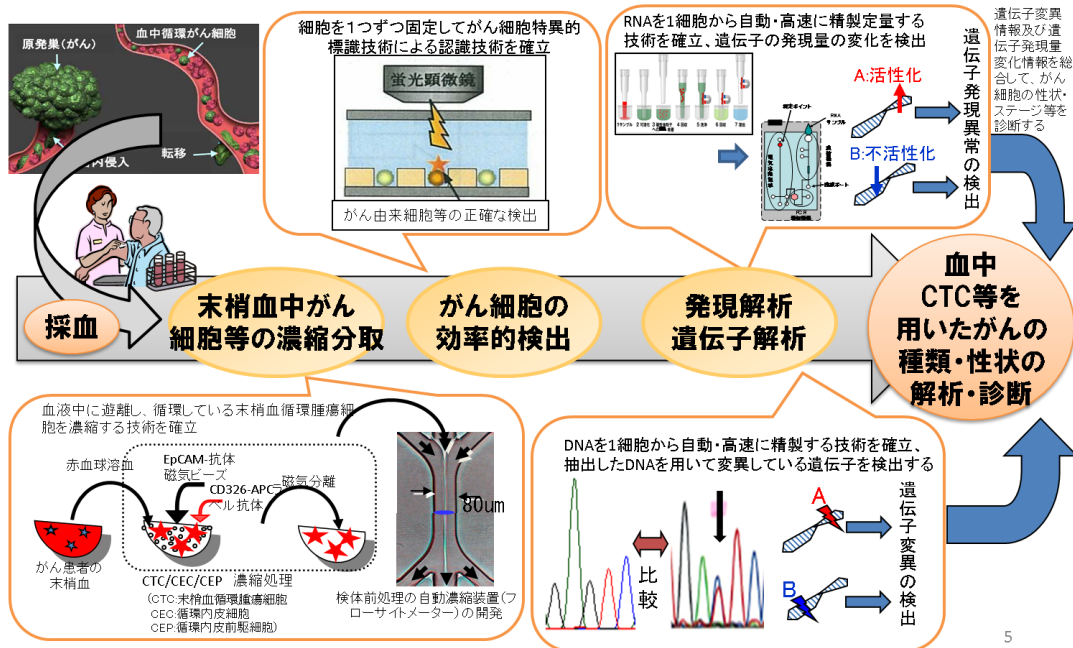 原発巣(がん)
血中循環がん細胞
内侵入
転移
細胞を1つずつ固定してがん細胞特異的
標識技術による認識技術を確立
蛍光顕微鏡
がん由来細胞等の正確な検出
RNAを1細胞から自動・高速に精製定量する
技術を確立、遺伝子の発現量の変化を検出
A:活性化
B:不活性化
遺伝子発現異常の検出
遺伝子変異
情報及び遺
伝子発現量
変化情報を総
合して、がん
細胞の性状・
ステージ等を
診断する
採血
末梢血中がん
細胞等の濃縮分取
がん細胞の
効率的検出
発現解析
遺伝子解析
血中
CTC等を
用いたがんの
種類・性状の
解析・診断
血液中に遊離し、循環している末梢血循環腫瘍細
胞を濃縮する技術を確立
赤血球溶血
EpCAM-抗体
磁気ビーズ
CD326-APCラ
ベル抗体
磁気分離
80um
がん患者の
末梢血
CTC/CEC/CEP 濃縮処理
(CTC:末梢血循環腫瘍細胞
CEC:循環内皮細胞
CEP:循環内皮前駆細胞)
検体前処理の自動濃縮装置(フ
ローサイトメーター)の開発
DNAを1細胞から自動・高速に精製する技術を確立、
抽出したDNAを用いて変異している遺伝子を検出する
比較
A
B
遺伝子変異の検出
5